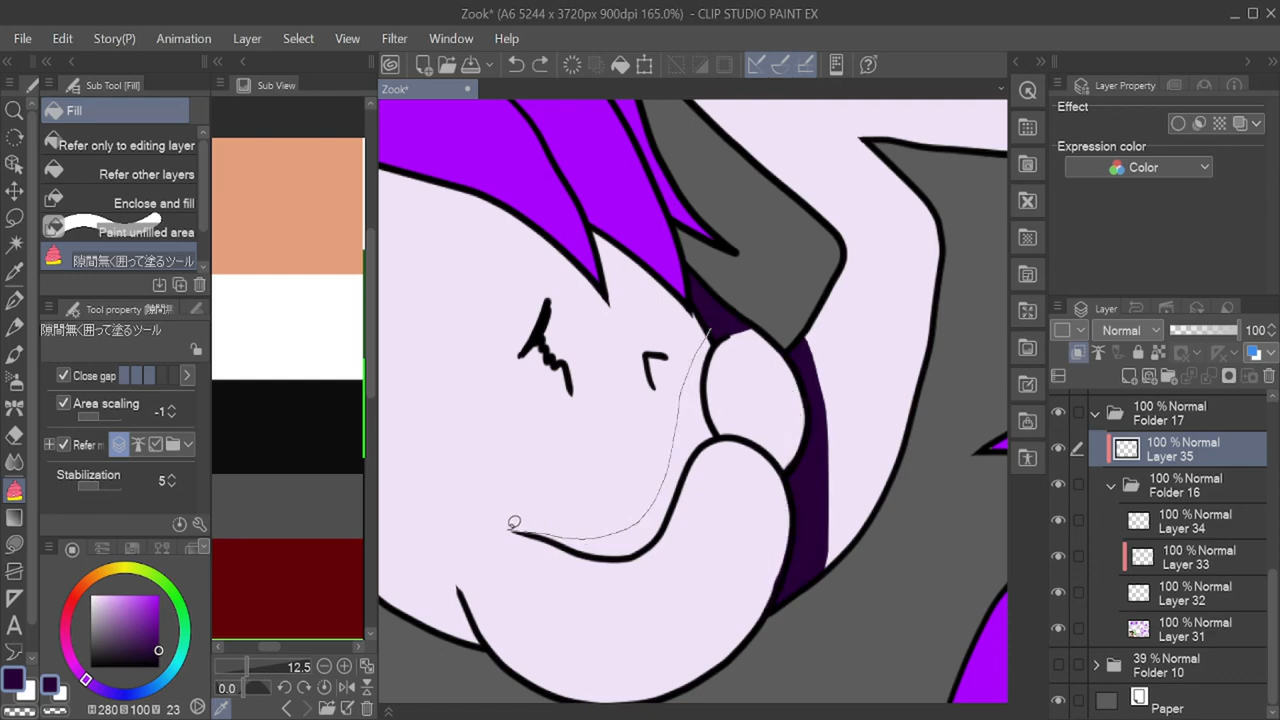 Zook* (A6 5244 x 3720px 900dpi 165.0%) - CLIP STUDIO PAINT EX
File Edit Story(P) Animation Layer Select View Filter Window Help
Sub Tool [Fill]
Sub View
Zook*
Layer Property
Fill
Refer only to editing layer
Refer other layers
Enclose and fill
Paint unfilled area
隙間無く囲って塗るツール
Tool property [隙間無
隙間無く囲って塗るツール
Close gap
Area scaling -1
Refer m
Stabilization 5
280 S 100 V 23
12.5
0.0
Effect
Expression color
Color
Layer
Normal 100
100 % Normal
Folder 17
100 % Normal
Layer 35
100 % Normal
Folder 16
100 % Normal
Layer 34
100 % Normal
Layer 33
100 % Normal
Layer 32
100 % Normal
Layer 31
39 % Normal
Folder 10
Paper